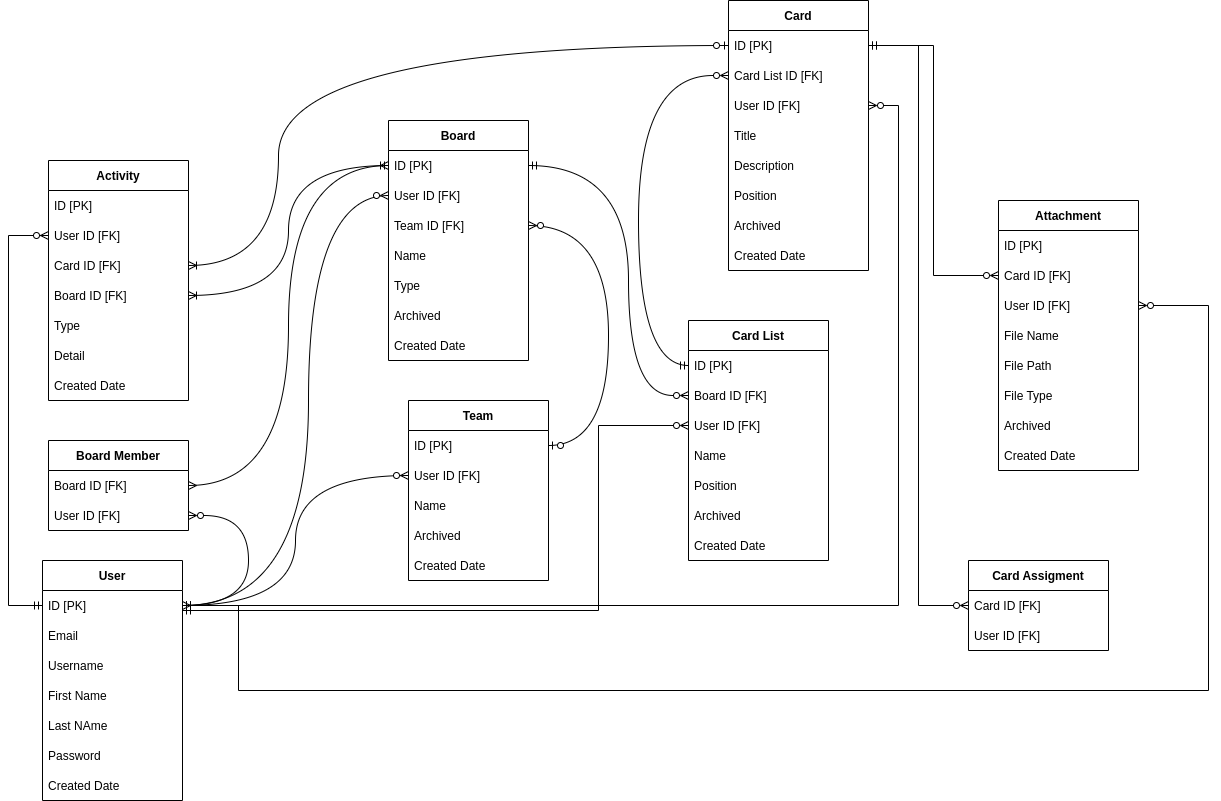 Card
ID [PK]
Card List ID [FK]
User ID [FK]
Title
Description
Position
Archived
Created Date
Board
ID [PK]
User ID [FK]
Team ID [FK]
Name
Type
Archived
Created Date
Activity
ID [PK]
User ID [FK]
Card ID [FK]
Board ID [FK]
Type
Detail
Created Date
Attachment
ID [PK]
Card ID [FK]
User ID [FK]
File Name
File Path
File Type
Archived
Created Date
Card List
ID [PK]
Board ID [FK]
User ID [FK]
Name
Position
Archived
Created Date
Team
ID [PK]
User ID [FK]
Name
Archived
Created Date
Board Member
Board ID [FK]
User ID [FK]
User
ID [PK]
Email
Username
First Name
Last NAme
Password
Created Date
Card Assigment
Card ID [FK]
User ID [FK]